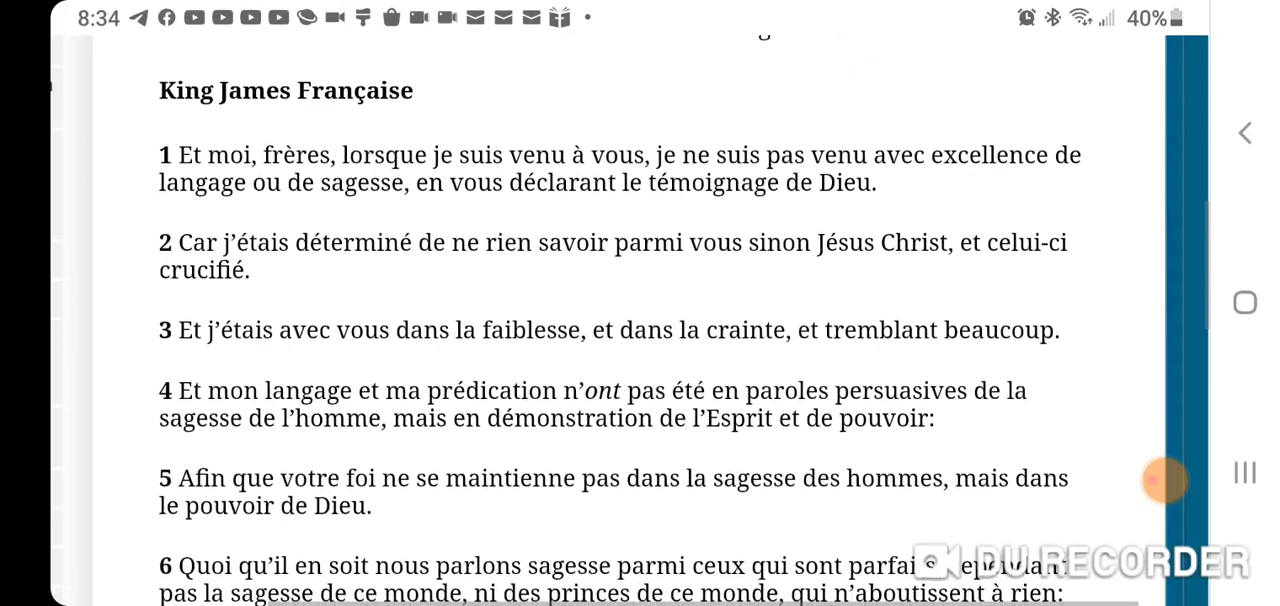 8:34
40%
King James Française
1 Et moi, frères, lorsque je suis venu à vous, je ne suis pas venu avec excellence de
langage ou de sagesse, en vous déclarant le témoignage de Dieu.
2 Car j’étais déterminé de ne rien savoir parmi vous sinon Jésus Christ, et celui-ci
crucifié.
3 Et j’étais avec vous dans la faiblesse, et dans la crainte, et tremblant beaucoup.
4 Et mon langage et ma prédication n’ont pas été en paroles persuasives de la
sagesse de l’homme, mais en démonstration de l’Esprit et de pouvoir:
5 Afin que votre foi ne se maintienne pas dans la sagesse des hommes, mais dans
le pouvoir de Dieu.
6 Quoi qu’il en soit nous parlons sagesse parmi ceux qui sont
DU RECORDER
pas la sagesse de ce monde, ni des princes de ce monde, qui n’aboutissent à rien: